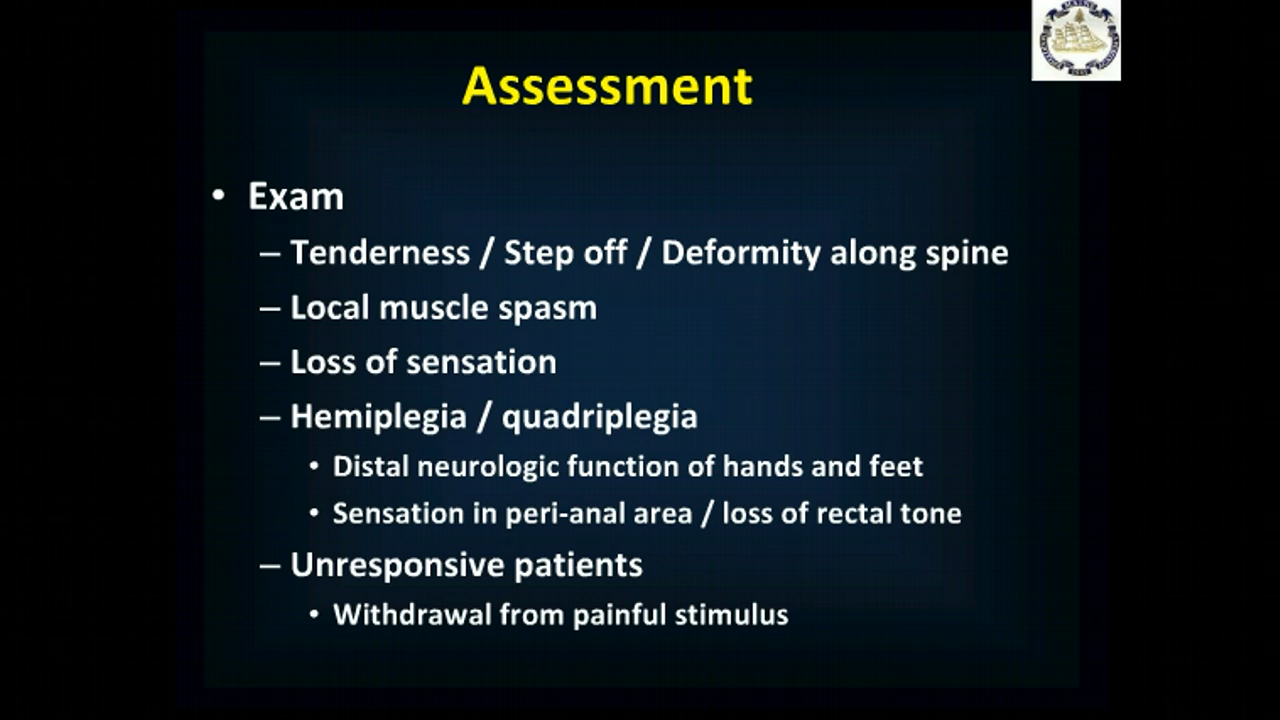 Assessment
• Exam
– Tenderness / Step off / Deformity along spine
– Local muscle spasm
– Loss of sensation
– Hemiplegia / quadriplegia
• Distal neurologic function of hands and feet
• Sensation in peri-anal area / loss of rectal tone
– Unresponsive patients
• Withdrawal from painful stimulus